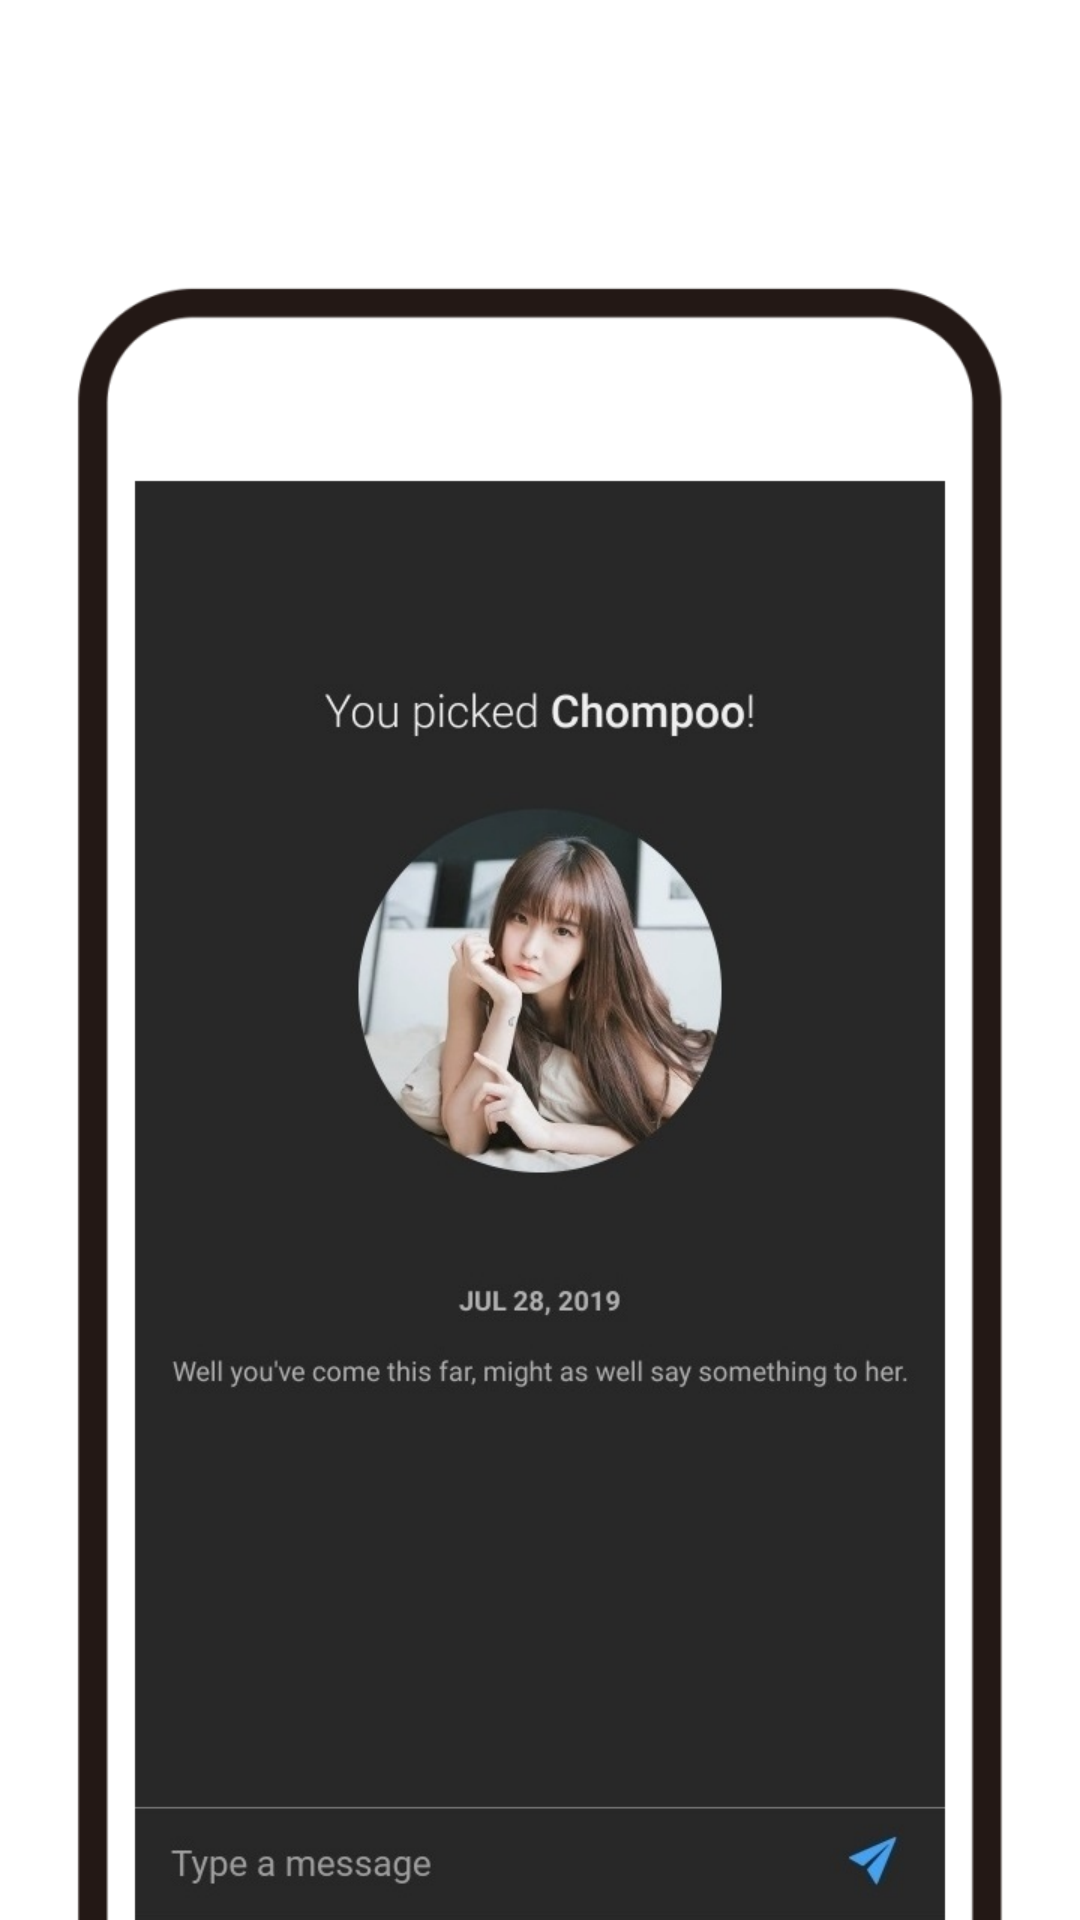 You picked Chompoo!
JUL 28, 2019
Well you've come this far, might as well say something to her.
Type a message